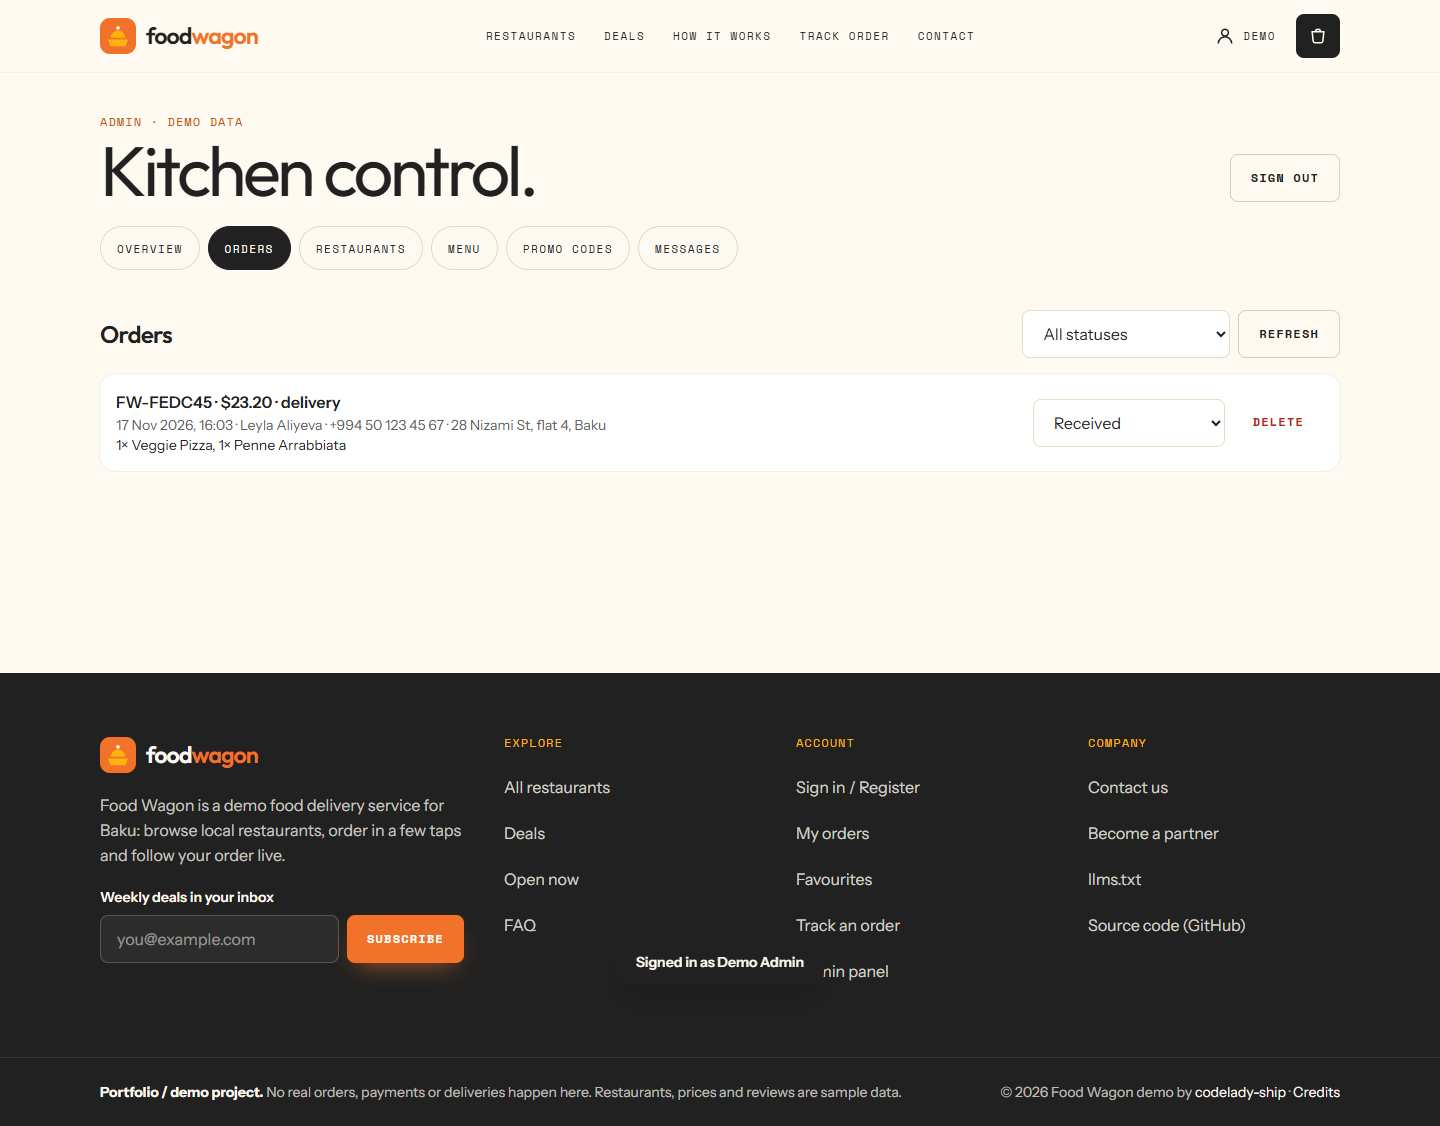 foodwagon
RESTAURANTS DEALS HOW IT WORKS TRACK ORDER CONTACT
DEMO
ADMIN · DEMO DATA
Kitchen control.
SIGN OUT
OVERVIEW ORDERS RESTAURANTS MENU PROMO CODES MESSAGES
Orders
All statuses
REFRESH
FW-FEDC45 · $23.20 · delivery
17 Nov 2026, 16:03 · Leyla Aliyeva · +994 50 123 45 67 · 28 Nizami St, flat 4, Baku
1× Veggie Pizza, 1× Penne Arrabbiata
Received
DELETE
foodwagon
Food Wagon is a demo food delivery service for
Baku: browse local restaurants, order in a few taps
and follow your order live.
Weekly deals in your inbox
you@example.com
SUBSCRIBE
EXPLORE
All restaurants
Deals
Open now
FAQ
ACCOUNT
Sign in / Register
My orders
Favourites
Track an order
panel
COMPANY
Contact us
Become a partner
llms.txt
Source code (GitHub)
Signed in as Demo Admin
Portfolio / demo project. No real orders, payments or deliveries happen here. Restaurants, prices and reviews are sample data.
© 2026 Food Wagon demo by codelady-ship · Credits